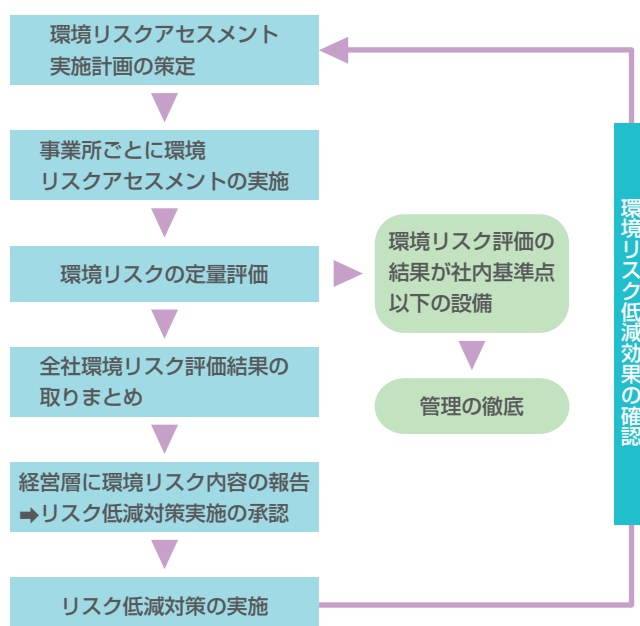 環境リスクアセスメント
実施計画の策定
事業所ごとに環境
リスクアセスメントの実施
環境リスクの定量評価
環境リスク評価の
結果が社内基準点
以下の設備
管理の徹底
全社環境リスク評価結果の
取りまとめ
経営層に環境リスク内容の報告
➡リスク低減対策実施の承認
リスク低減対策の実施
環境リスク低減効果の確認